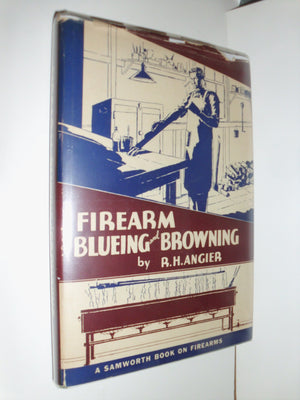 FIREARM
BLUEING and BROWNING
by R.H. ANGIER
A SAMWORTH BOOK ON FIREARMS